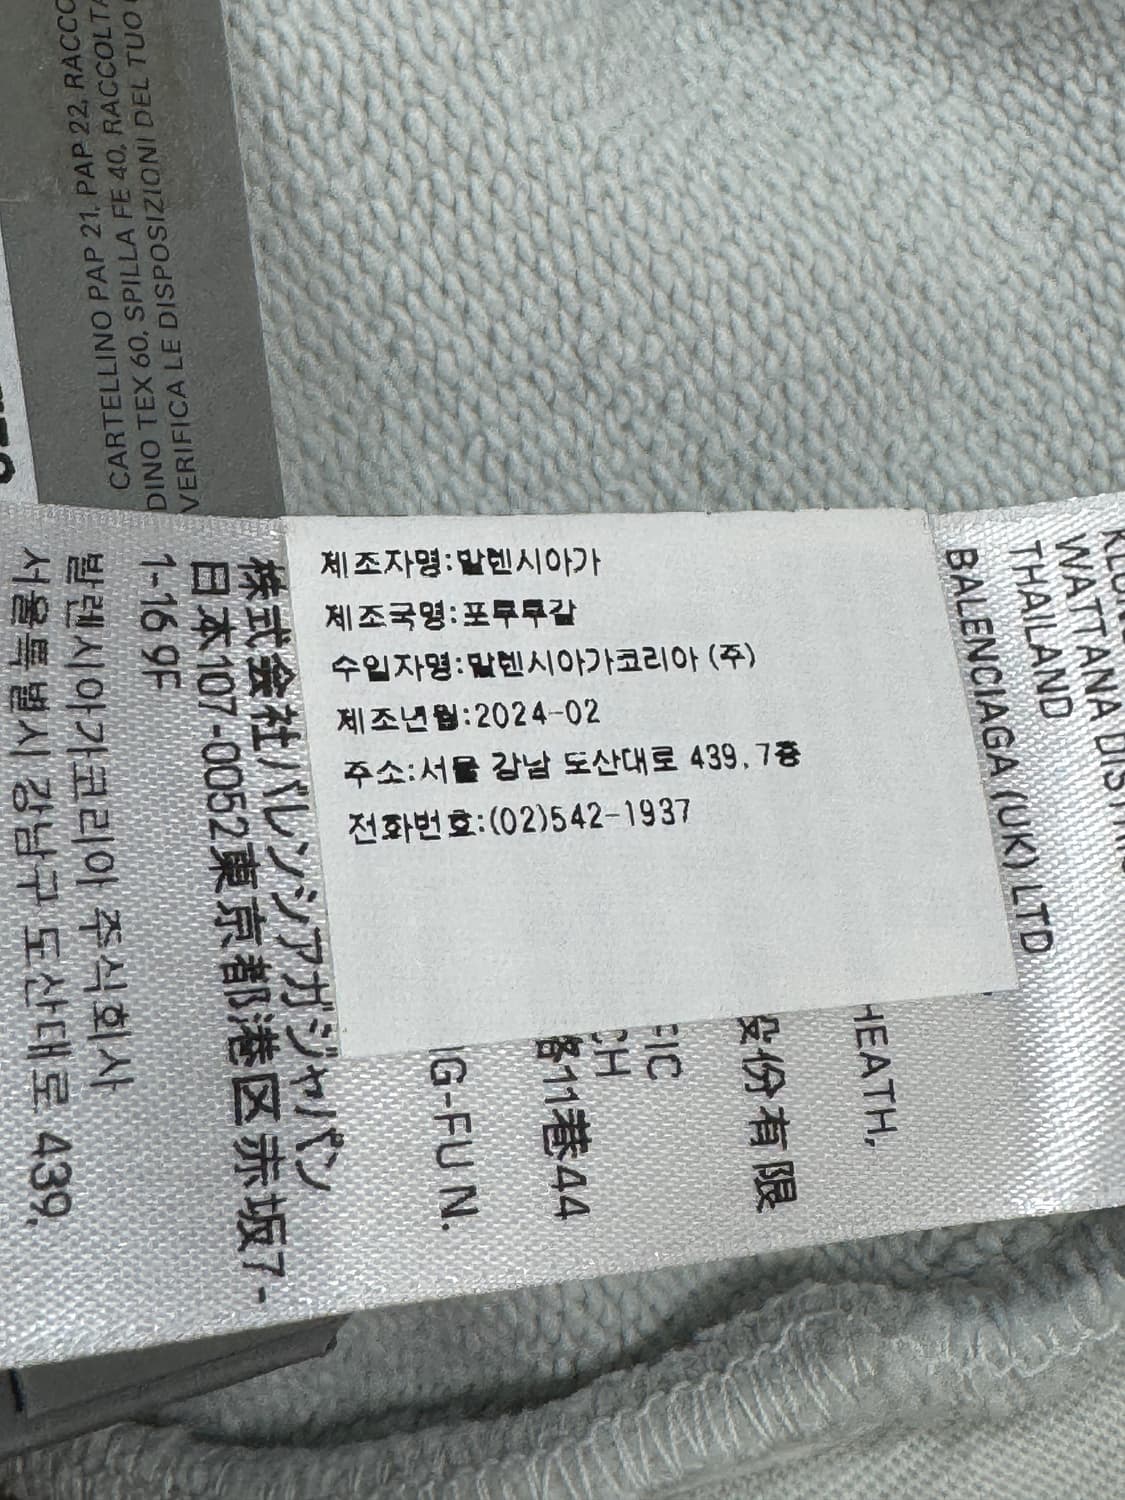 CARTELLINO PAP 21, PAP 22, RACCO
DINO TEX 60, SPILLA FE 40, RACCOLTA
VERIFICA LE DISPOSIZIONI DEL TUO
제조자명:발렌시아가
제조국명:포루투갈
수입자명:발렌시아가코리아 (주)
제조년월:2024-02
주소:서울 강남 도산대로 439, 7층
전화번호:(02)542-1937
WATTANA DISTRIC
THAILAND
BALENCIAGA (UK) LTD
HEATH,
份有限
FIC
CH
路11巷44
NG-FU N.
株式会社バレンシアガジャパン
日本107-0052東京都港区赤坂7-
1-16 9F
발렌시아가코리아 주식회사
서울특별시 강남구 도산대로 439,